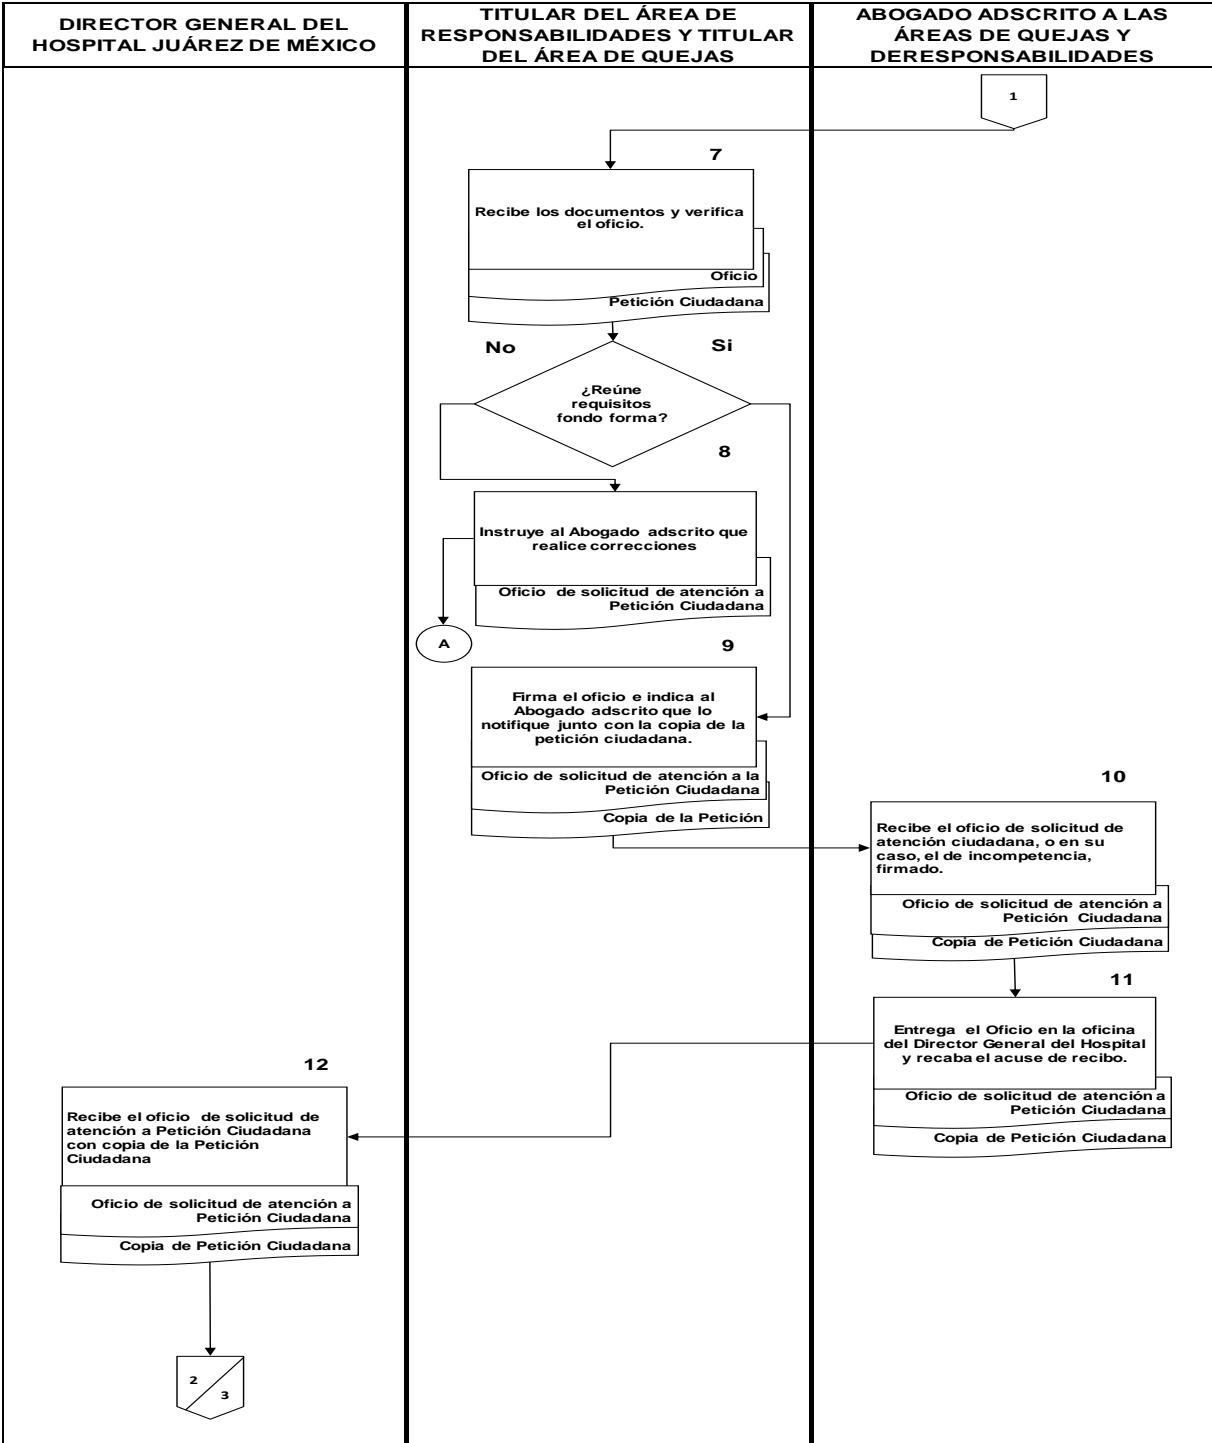 DIRECTOR GENERAL DEL
HOSPITAL JUÁREZ DE MÉXICO
TITULAR DEL ÁREA DE
RESPONSABILIDADES Y TITULAR
DEL ÁREA DE QUEJAS
ABOGADO ADSCRITO A LAS
ÁREAS DE QUEJAS Y
DERESPONSABILIDADES
1
7
Recibe los documentos y verifica
el oficio.
Oficio
Petición Ciudadana
No
Si
¿Reúne
requisitos
fondo forma?
8
Instruye al Abogado adscrito que
realice correcciones
Oficio de solicitud de atención a
Petición Ciudadana
A
9
Firma el oficio e indica al
Abogado adscrito que lo
notifique junto con la copia de la
petición ciudadana.
Oficio de solicitud de atención a la
Petición Ciudadana
Copia de la Petición
10
Recibe el oficio de solicitud de
atención ciudadana, o en su
caso, el de incompetencia,
firmado.
Oficio de solicitud de atención a
Petición Ciudadana
Copia de Petición Ciudadana
11
Entrega el Oficio en la oficina
del Director General del Hospital
y recaba el acuse de recibo.
Oficio de solicitud de atención a
Petición Ciudadana
Copia de Petición Ciudadana
12
Recibe el oficio de solicitud de
atención a Petición Ciudadana
con copia de la Petición
Ciudadana
Oficio de solicitud de atención a
Petición Ciudadana
Copia de Petición Ciudadana
2
3